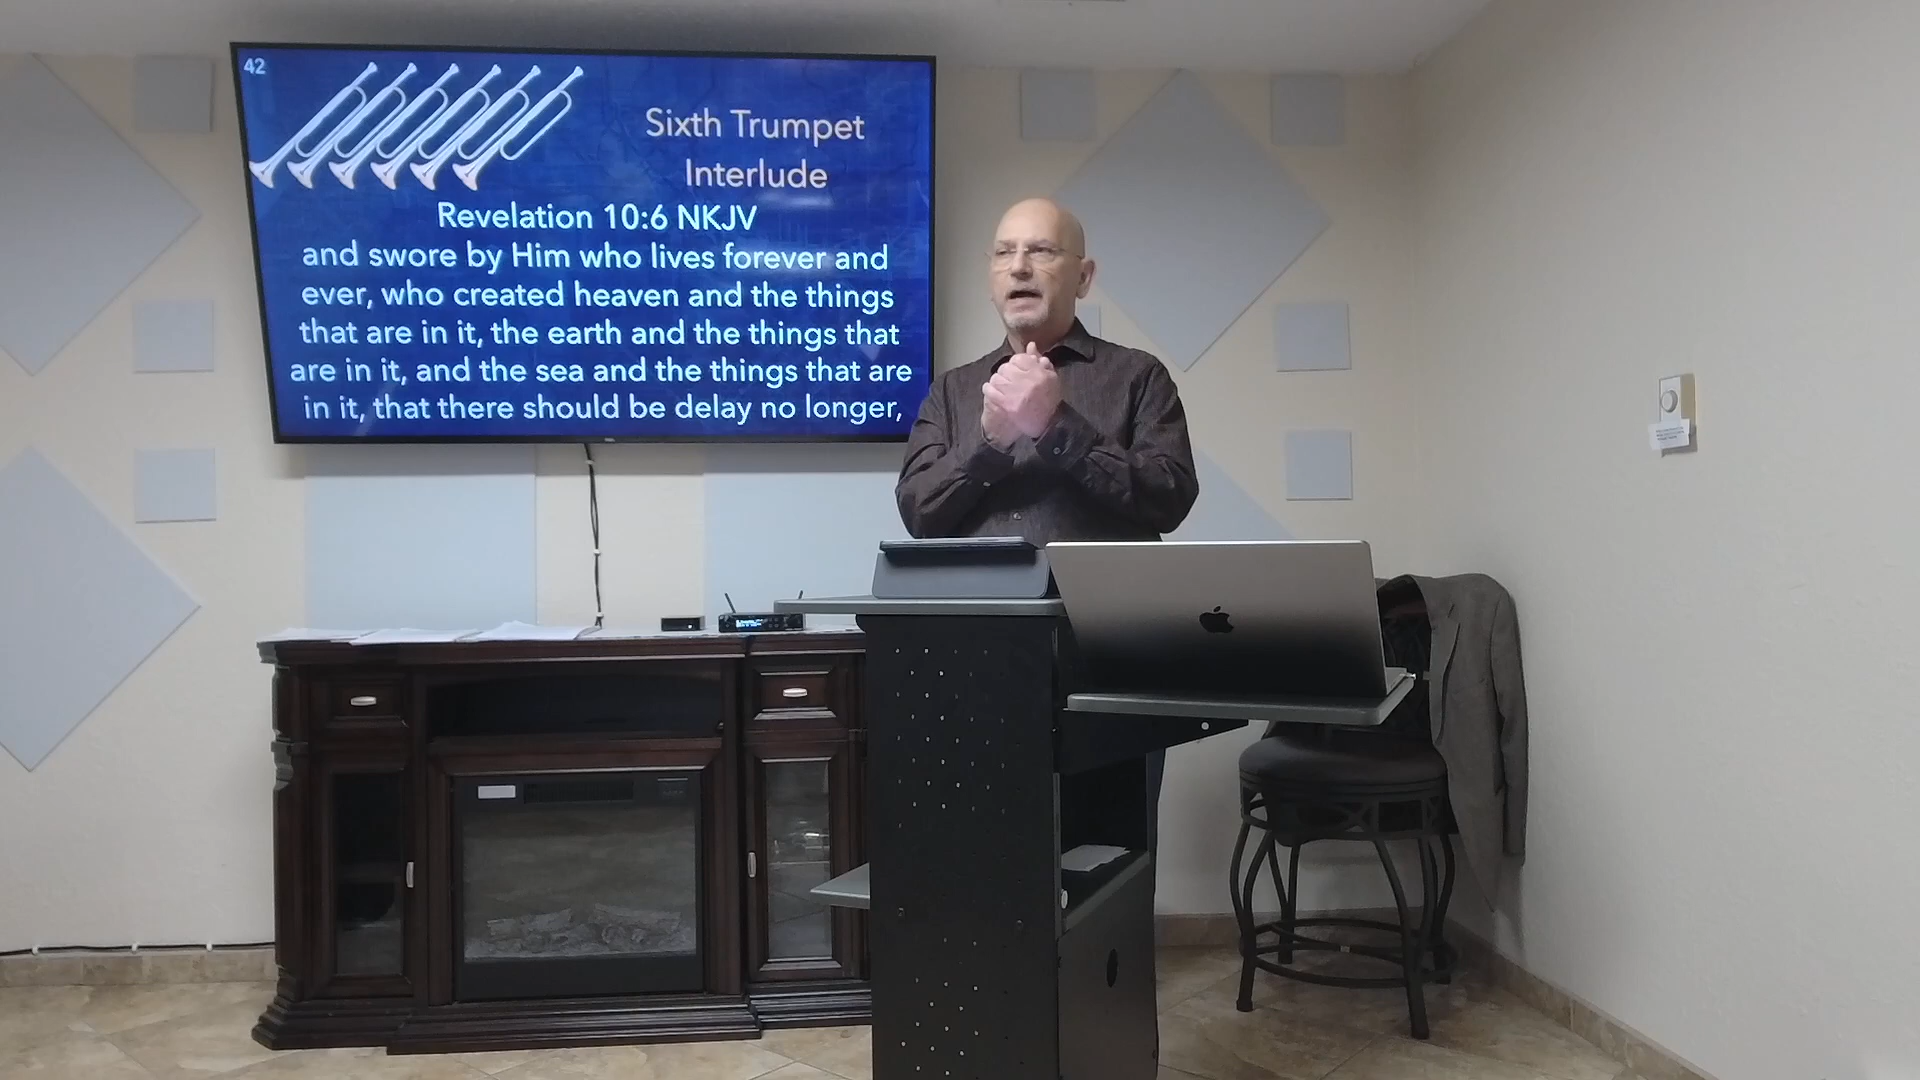 42
Sixth Trumpet
Interlude
Revelation 10:6 NKJV
and swore by Him who lives forever and
ever, who created heaven and the things
that are in it, the earth and the things that
are in it, and the sea and the things that are
in it, that there should be delay no longer,